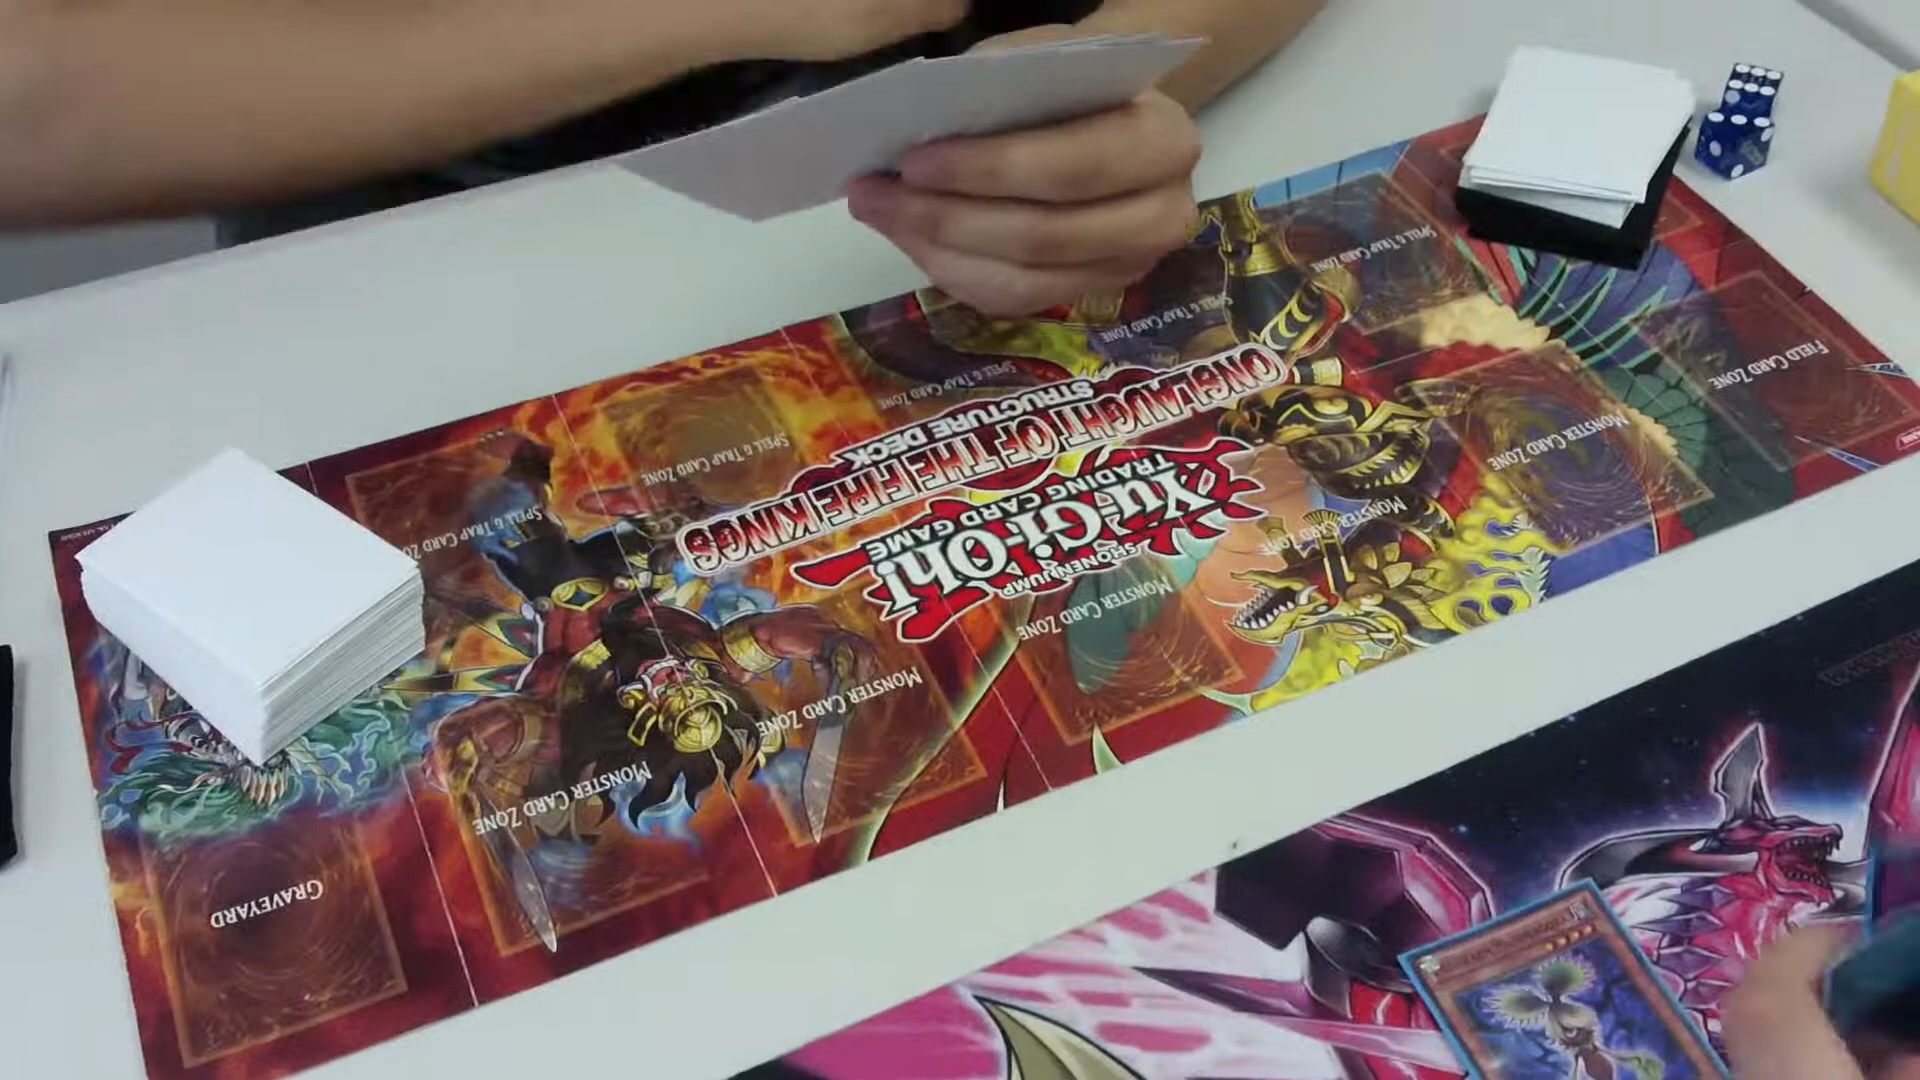 SPELL & TRAP CARD ZONE
SPELL & TRAP CARD ZONE
SPELL & TRAP CARD ZONE
SPELL & TRAP CARD ZONE
SPELL & TRAP CARD ZONE
FIELD CARD ZONE
MONSTER CARD ZONE
MONSTER CARD ZONE
MONSTER CARD ZONE
MONSTER CARD ZONE
MONSTER CARD ZONE
SHONEN JUMP
Yu-Gi-Oh!
TRADING CARD GAME
ONSLAUGHT OF THE FIRE KINGS
STRUCTURE DECK
GRAVEYARD